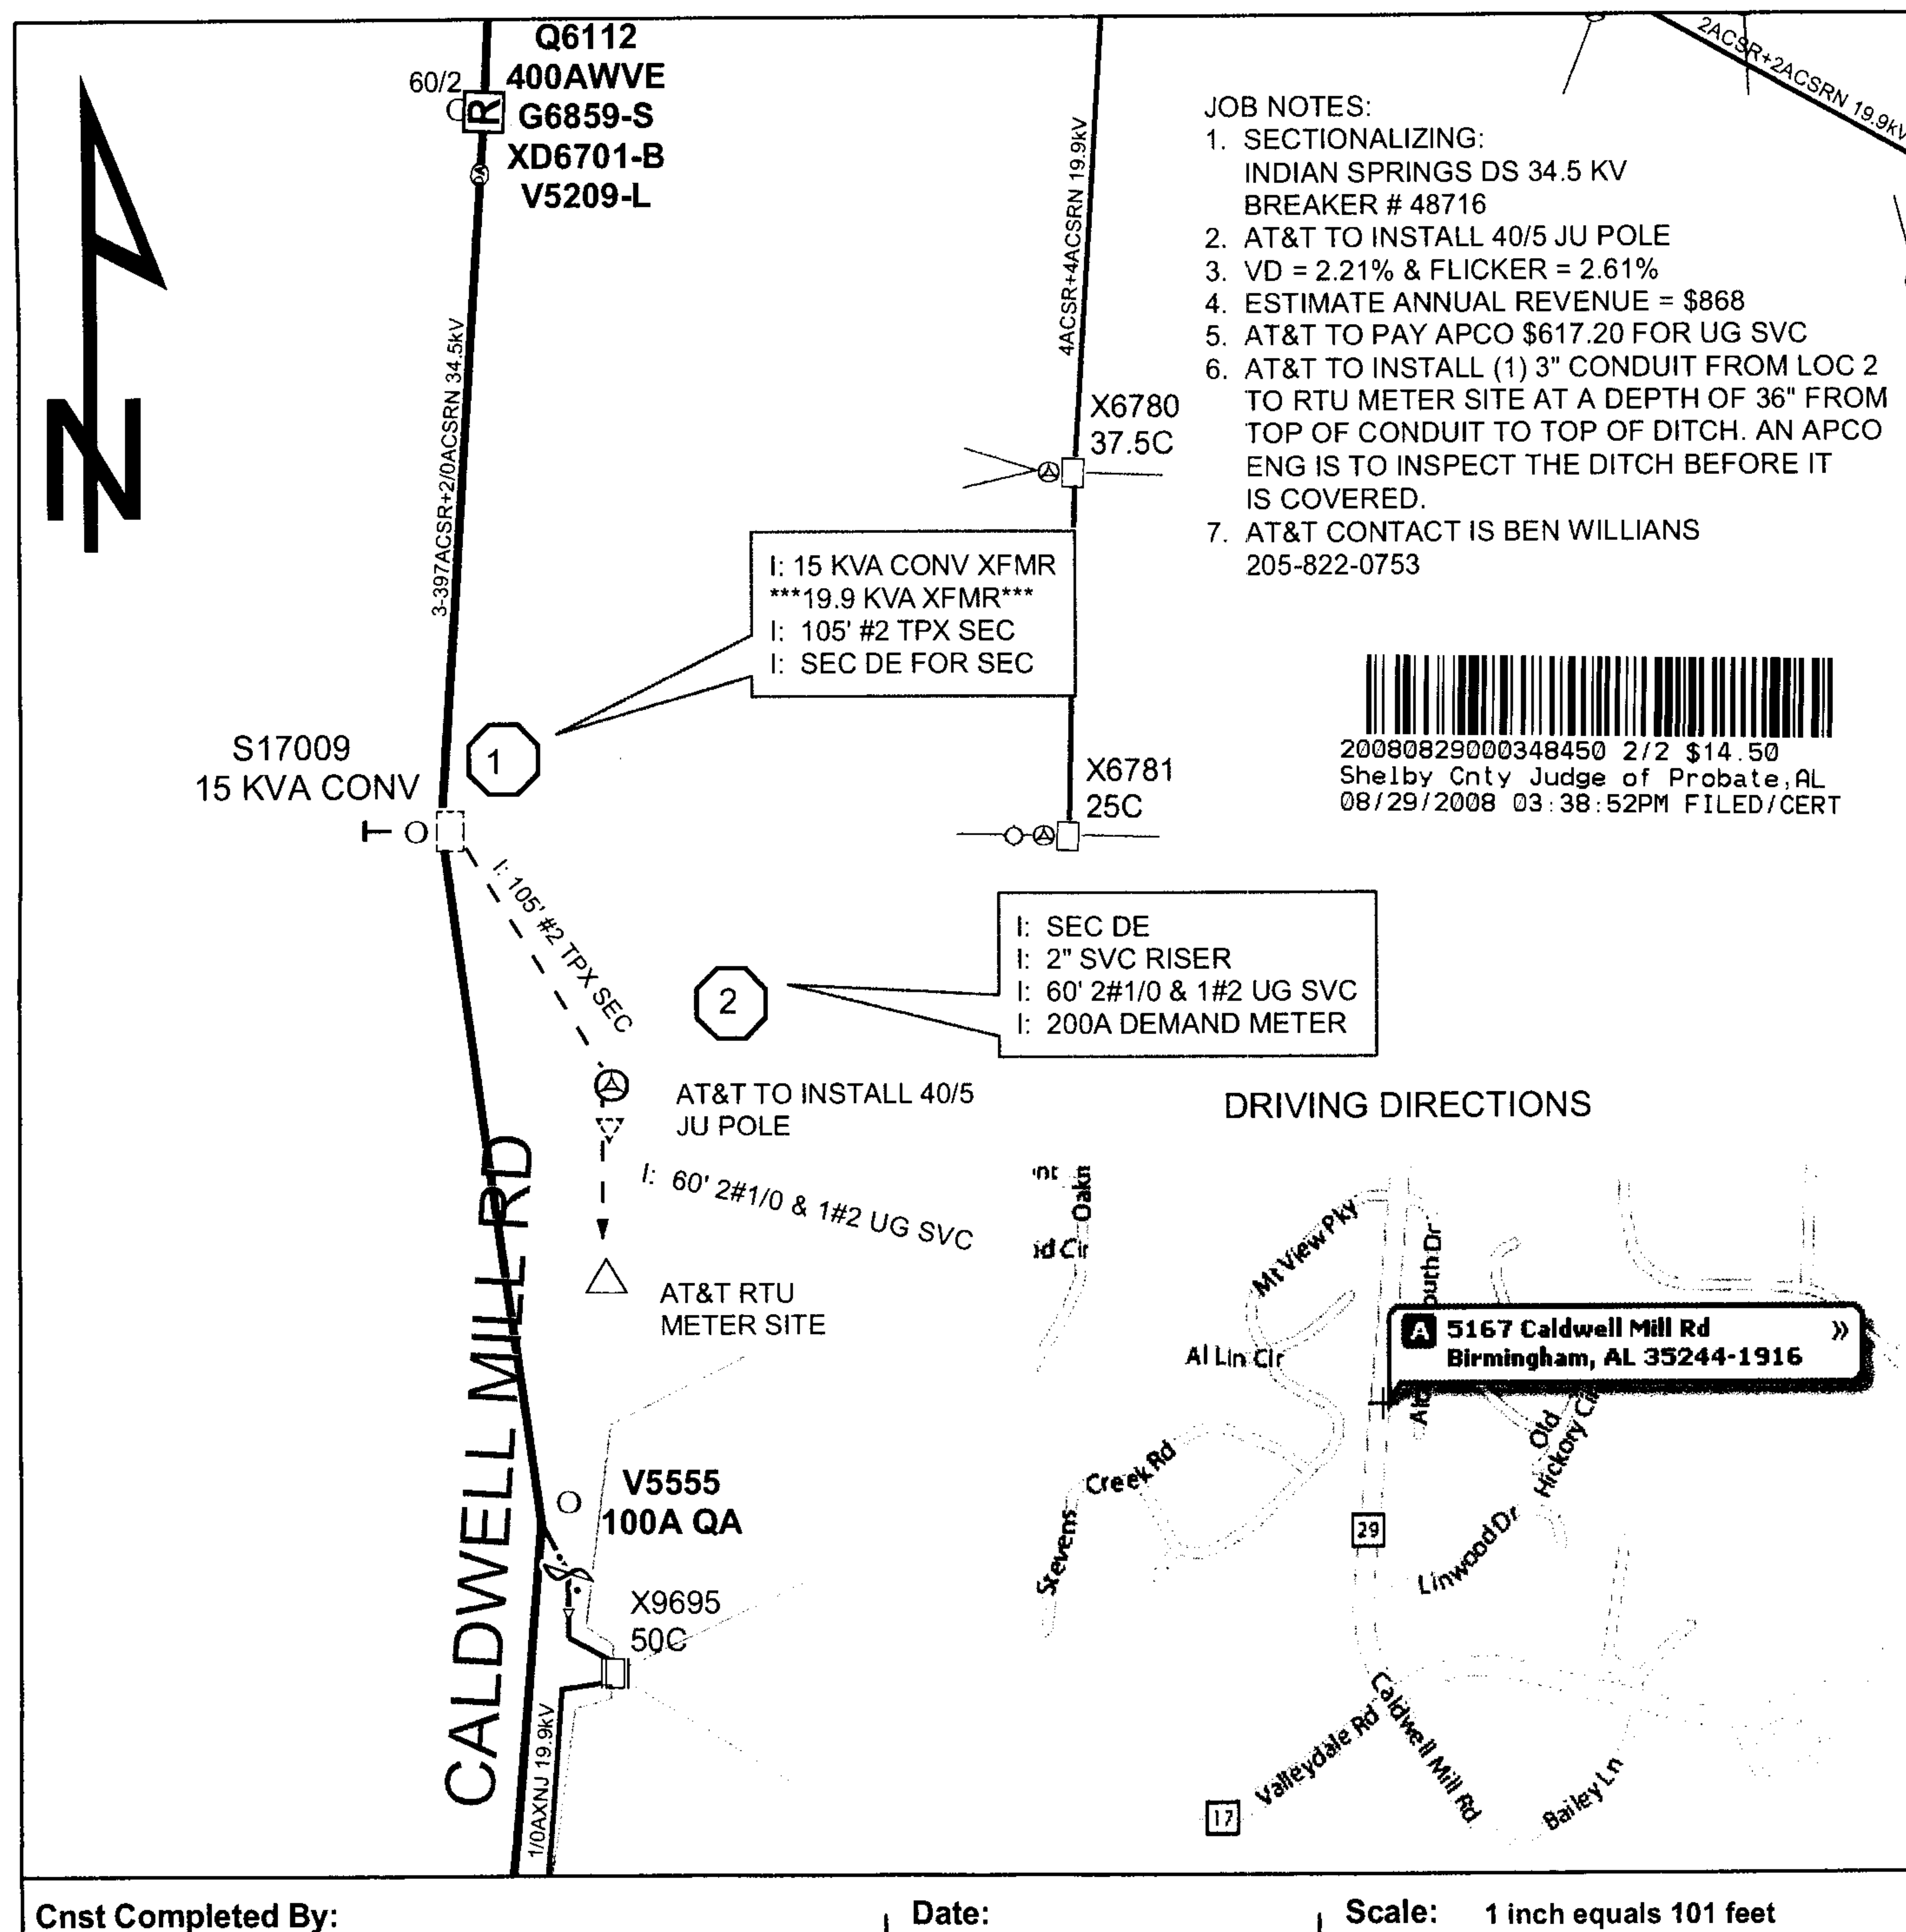 Q6112
400AWVE
G6859-S
XD6701-B
V5209-L
60/2
R
N
3-397ACSR+2/0ACSRN 34.5kV
4ACSR+4ACSRN 19.9kV
2ACSR+2ACSRN 19.9kV
JOB NOTES:
1. SECTIONALIZING:
INDIAN SPRINGS DS 34.5 KV
BREAKER # 48716
2. AT&T TO INSTALL 40/5 JU POLE
3. VD = 2.21% & FLICKER = 2.61%
4. ESTIMATE ANNUAL REVENUE = $868
5. AT&T TO PAY APCO $617.20 FOR UG SVC
6. AT&T TO INSTALL (1) 3" CONDUIT FROM LOC 2
TO RTU METER SITE AT A DEPTH OF 36" FROM
TOP OF CONDUIT TO TOP OF DITCH. AN APCO
ENG IS TO INSPECT THE DITCH BEFORE IT
IS COVERED.
7. AT&T CONTACT IS BEN WILLIANS
205-822-0753
X6780
37.5C
I: 15 KVA CONV XFMR
***19.9 KVA XFMR***
I: 105' #2 TPX SEC
I: SEC DE FOR SEC
1
S17009
15 KVA CONV
X6781
25C
20080829000348450 2/2 $14.50
Shelby Cnty Judge of Probate,AL
08/29/2008 03:38:52PM FILED/CERT
I: 105' #2 TPX SEC
2
I: SEC DE
I: 2" SVC RISER
I: 60' 2#1/0 & 1#2 UG SVC
I: 200A DEMAND METER
AT&T TO INSTALL 40/5
JU POLE
I: 60' 2#1/0 & 1#2 UG SVC
AT&T RTU
METER SITE
CALDWELL MILL RD
V5555
100A QA
X9695
50C
1/0AXNJ 19.9kV
DRIVING DIRECTIONS
Mt View Pky
outh Dr
A 5167 Caldwell Mill Rd »
Birmingham, AL 35244-1916
Al Lin Cir
Old
Hickory Cir
Creek Rd
Stevens
29
Linwood Dr
Caldwell Mill Rd
Valleydale Rd
17
Bailey Ln
Cnst Completed By:
Date:
Scale: 1 inch equals 101 feet